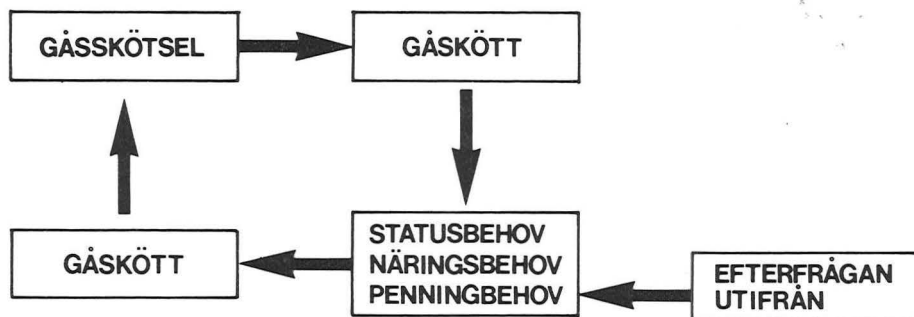 GÅSSKÖTSEL
GÅSKÖTT
STATUSBEHOV
NÄRINGSBEHOV
PENNINGBEHOV
GÅSKÖTT
EFTERFRÅGAN
UTIFRÅN